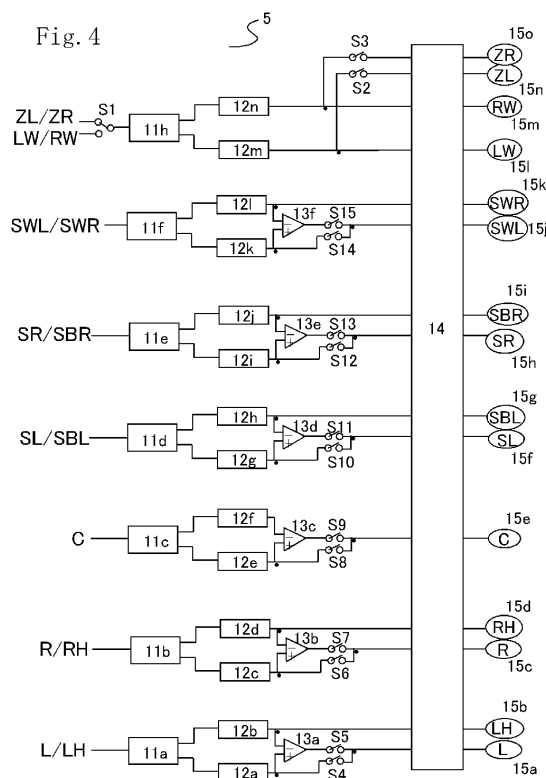 Fig. 4
5
15o
S3
ZR
ZL
15n
S2
ZL/ZR
S1
12n
RW
LW/RW
11h
15m
12m
LW
15l
15k
12l
SWR
13f
S15
SWL/SWR
11f
SWL
15j
12k
S14
15i
12j
SBR
13e
S13
14
SR/SBR
11e
SR
12i
S12
15h
15g
12h
SBL
13d
S11
SL/SBL
11d
SL
12g
S10
15f
12f
13c
S9
15e
C
11c
C
12e
S8
15d
12d
RH
13b
S7
R/RH
11b
R
12c
S6
15c
15b
12b
LH
13a
S5
L/LH
11a
L
12a
S4
15a